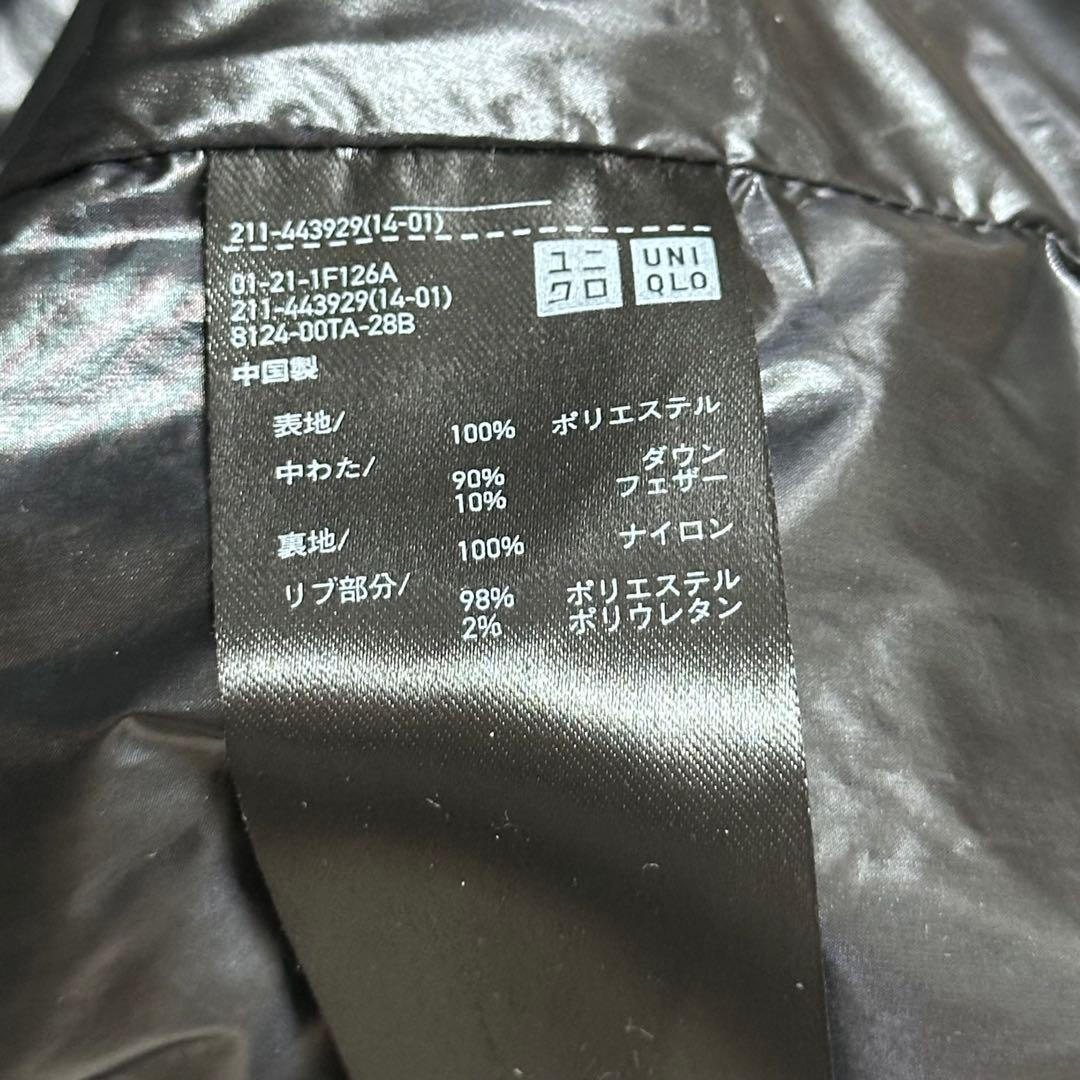 211-443929(14-01)
ユニ
クロ
UNI
QLO
01-21-1F126A
211-443929(14-01)
8124-00TA-28B
中国製
表地/ 100% ポリエステル
中わた/ 90% ダウン
10% フェザー
裏地/ 100% ナイロン
リブ部分/ 98% ポリエステル
2% ポリウレタン